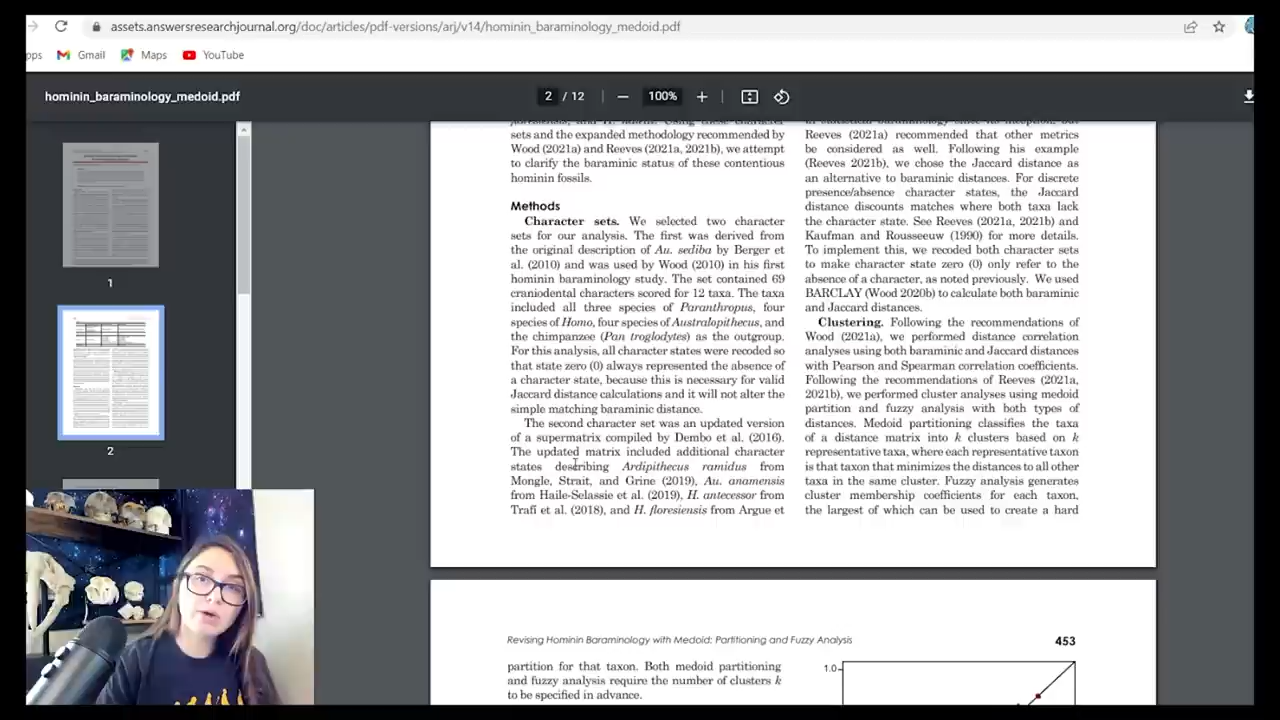 assets.answersresearchjournal.org/doc/articles/pdf-versions/arj/v14/hominin_baraminology_medoid.pdf
pps Gmail Maps YouTube
hominin_baraminology_medoid.pdf
2 / 12
100%
1
2
sets and the expanded methodology recommended by
Wood (2021a) and Reeves (2021a, 2021b), we attempt
to clarify the baraminic status of these contentious
hominin fossils.
Methods
Character sets. We selected two character
sets for our analysis. The first was derived from
the original description of Au. sediba by Berger et
al. (2010) and was used by Wood (2010) in his first
hominin baraminology study. The set contained 69
craniodental characters scored for 12 taxa. The taxa
included all three species of Paranthropus, four
species of Homo, four species of Australopithecus, and
the chimpanzee (Pan troglodytes) as the outgroup.
For this analysis, all character states were recoded so
that state zero (0) always represented the absence of
a character state, because this is necessary for valid
Jaccard distance calculations and it will not alter the
simple matching baraminic distance.
The second character set was an updated version
of a supermatrix compiled by Dembo et al. (2016).
The updated matrix included additional character
states describing Ardipithecus ramidus from
Mongle, Strait, and Grine (2019), Au. anamensis
from Haile-Selassie et al. (2019), H. antecessor from
Trafi et al. (2018), and H. floresiensis from Argue et
Reeves (2021a) recommended that other metrics
be considered as well. Following his example
(Reeves 2021b), we chose the Jaccard distance as
an alternative to baraminic distances. For discrete
presence/absence character states, the Jaccard
distance discounts matches where both taxa lack
the character state. See Reeves (2021a, 2021b) and
Kaufman and Rousseeuw (1990) for more details.
To implement this, we recoded both character sets
to make character state zero (0) only refer to the
absence of a character, as noted previously. We used
BARCLAY (Wood 2020b) to calculate both baraminic
and Jaccard distances.
Clustering. Following the recommendations of
Wood (2021a), we performed distance correlation
analyses using both baraminic and Jaccard distances
with Pearson and Spearman correlation coefficients.
Following the recommendations of Reeves (2021a,
2021b), we performed cluster analyses using medoid
partition and fuzzy analysis with both types of
distances. Medoid partitioning classifies the taxa
of a distance matrix into k clusters based on k
representative taxa, where each representative taxon
is that taxon that minimizes the distances to all other
taxa in the same cluster. Fuzzy analysis generates
cluster membership coefficients for each taxon,
the largest of which can be used to create a hard
Revising Hominin Baraminology with Medoid: Partitioning and Fuzzy Analysis
453
partition for that taxon. Both medoid partitioning
and fuzzy analysis require the number of clusters k
to be specified in advance.
1.0